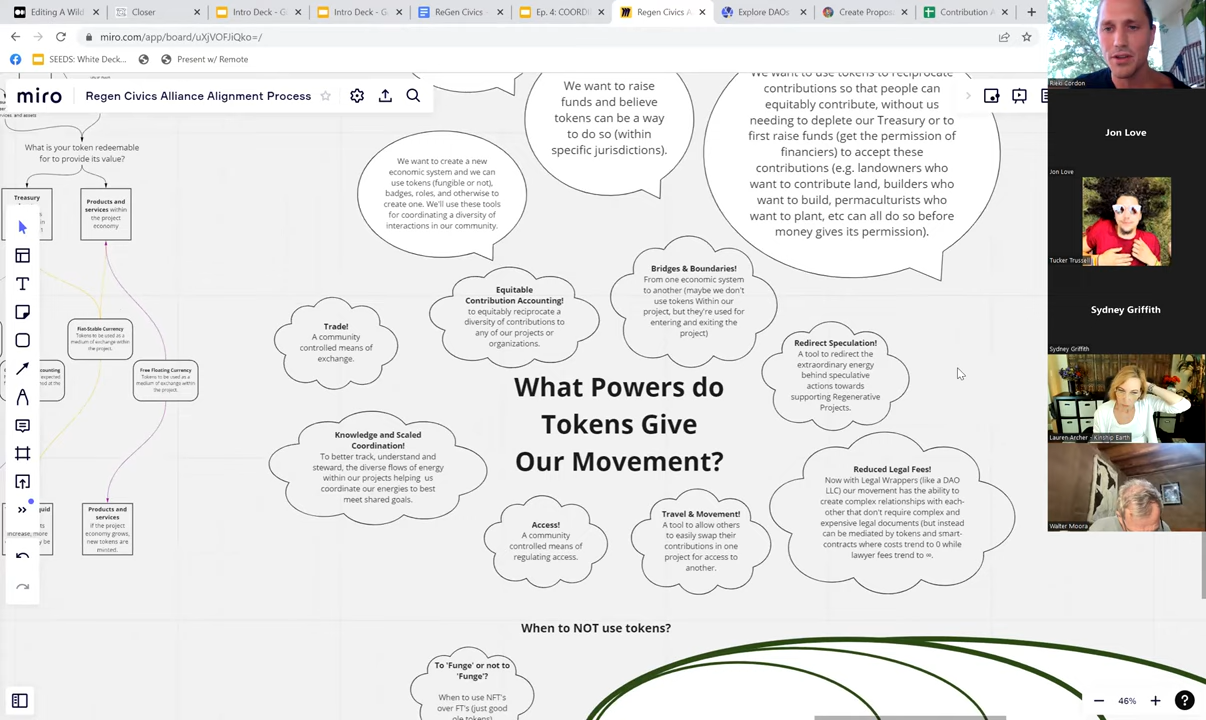 Editing A Wild
Closer
Intro Deck - G
Intro Deck - G
ReGen Civics
Ep. 4: COORDI
Regen Civics A
Explore DAOs
Create Propos
Contribution A
miro.com/app/board/uXjVOFJiQko=/
SEEDS: White Deck...
Present w/ Remote
miro
Regen Civics Alliance Alignment Process
What is your token redeemable
for to provide its value?
Treasury
Products and
services within
the project
economy
Fiat-Stable Currency
Tokens to be used as a
medium of exchange within
the project.
Free Floating Currency
Tokens to be used as a
medium of exchange within the
project.
Products and
services
if the project
economy grows,
new tokens are
minted.
We want to create a new
economic system and we can
use tokens (fungible or not),
badges, roles, and otherwise to
create one. We'll use these tools
for coordinating a diversity of
interactions in our community.
We want to raise
funds and believe
tokens can be a way
to do so (within
specific jurisdictions).
We want to use tokens to reciprocate
contributions so that people can
equitably contribute, without us
needing to deplete our Treasury or to
first raise funds (get the permission of
financiers) to accept these
contributions (e.g. landowners who
want to contribute land, builders who
want to build, permaculturists who
want to plant, etc can all do so before
money gives its permission).
Trade!
A community
controlled means of
exchange.
Equitable
Contribution Accounting!
to equitably reciprocate a
diversity of contributions to
any of our projects or
organizations.
Bridges & Boundaries!
From one economic system
to another (maybe we don't
use tokens Within our
project, but they're used for
entering and exiting the
project)
Redirect Speculation!
A tool to redirect the
extraordinary energy
behind speculative
actions towards
supporting Regenerative
Projects.
What Powers do
Tokens Give
Our Movement?
Knowledge and Scaled
Coordination!
To better track, understand and
steward, the diverse flows of energy
within our projects helping us
coordinate our energies to best
meet shared goals.
Access!
A community
controlled means of
regulating access.
Travel & Movement!
A tool to allow others
to easily swap their
contributions in one
project for access to
another.
Reduced Legal Fees!
Now with Legal Wrappers (like a DAO
LLC) our movement has the ability to
create complex relationships with each-
other that don't require complex and
expensive legal documents (but instead
can be mediated by tokens and smart-
contracts where costs trend to 0 while
lawyer fees trend to ∞.
When to NOT use tokens?
To 'Funge' or not to
'Funge'?
When to use NFT's
over FT's (just good
ole tokens)
46%
Rieki Cordon
Jon Love
Jon Love
Tucker Trussell
Sydney Griffith
Sydney Griffith
Lauren Archer - Kinship Earth
Walter Moora